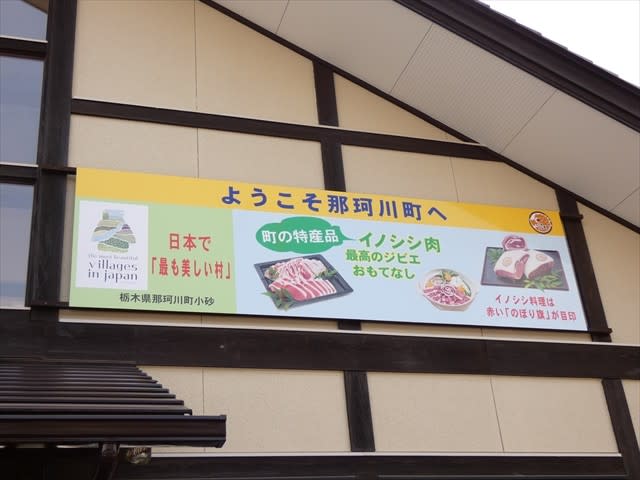 ようこそ那珂川町へ
the most beautiful
villages
in japan
日本で
「最も美しい村」
栃木県那珂川町小砂
町の特産品
イノシシ肉
最高のジビエ
おもてなし
イノシシ料理は
赤い「のぼり旗」が目印